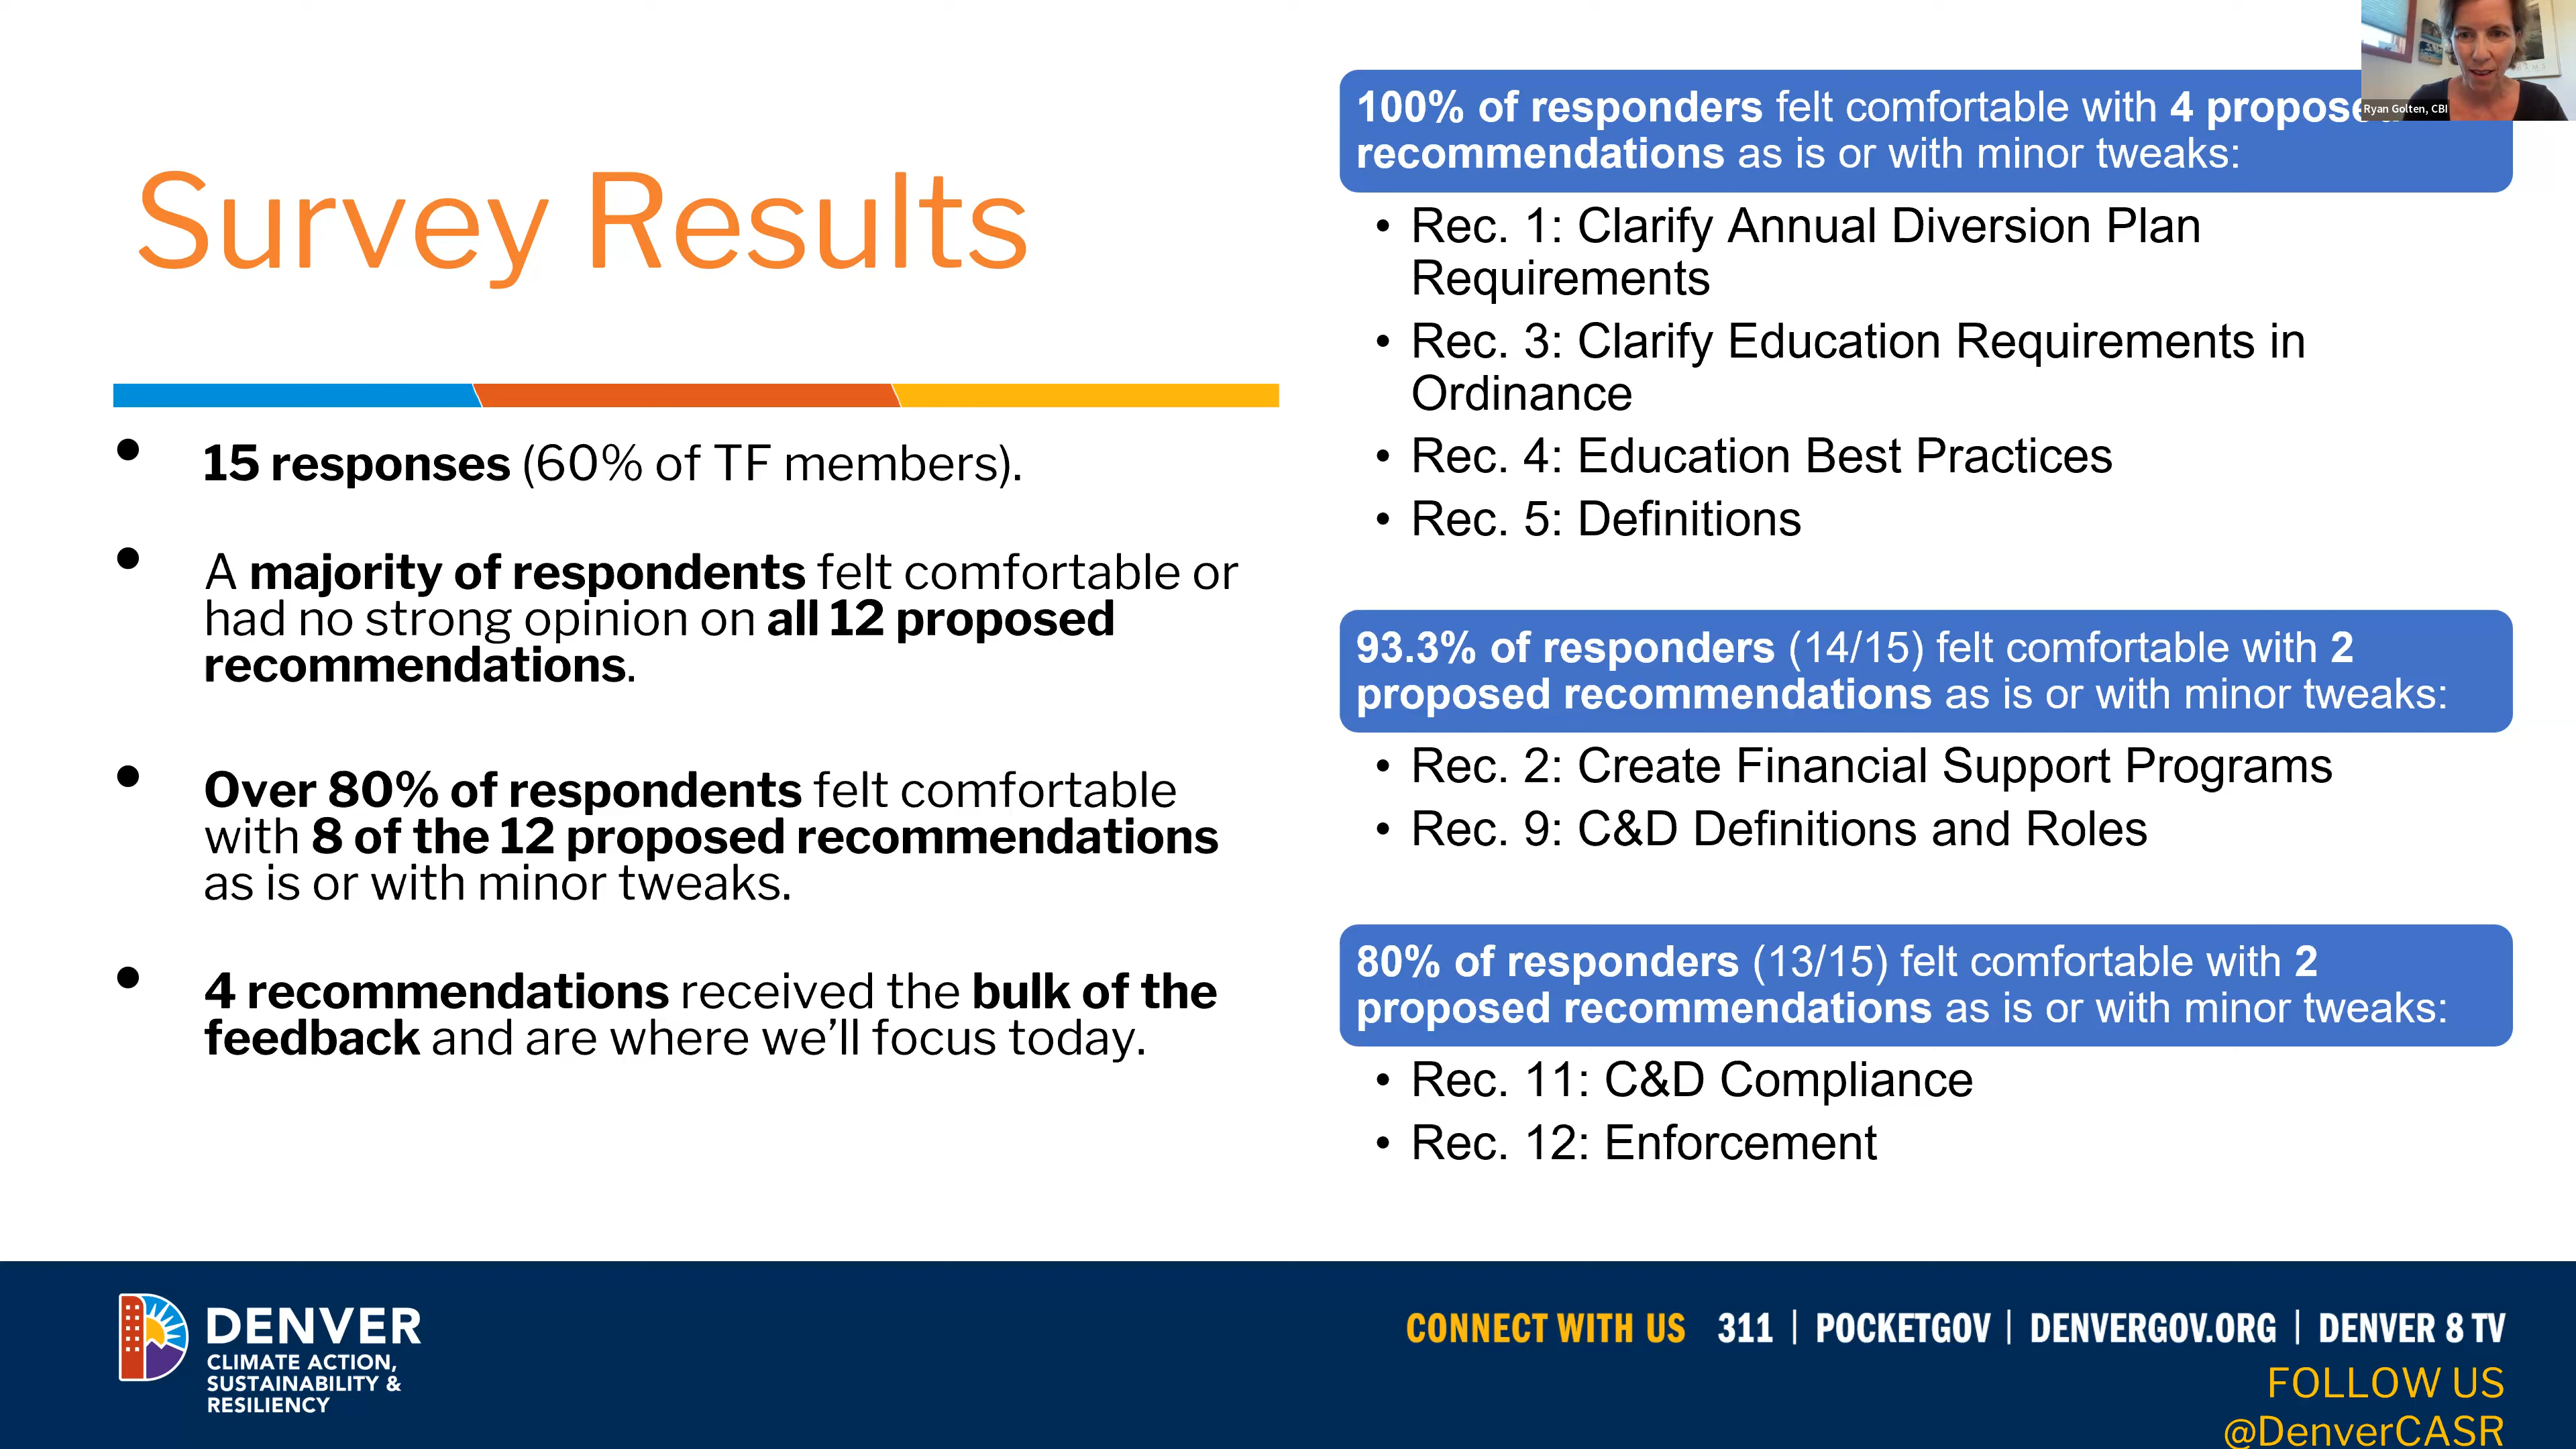 Survey Results
• 15 responses (60% of TF members).
• A majority of respondents felt comfortable or
had no strong opinion on all 12 proposed
recommendations.
• Over 80% of respondents felt comfortable
with 8 of the 12 proposed recommendations
as is or with minor tweaks.
• 4 recommendations received the bulk of the
feedback and are where we’ll focus today.
100% of responders felt comfortable with 4 propose
recommendations as is or with minor tweaks:
• Rec. 1: Clarify Annual Diversion Plan
Requirements
• Rec. 3: Clarify Education Requirements in
Ordinance
• Rec. 4: Education Best Practices
• Rec. 5: Definitions
93.3% of responders (14/15) felt comfortable with 2
proposed recommendations as is or with minor tweaks:
• Rec. 2: Create Financial Support Programs
• Rec. 9: C&D Definitions and Roles
80% of responders (13/15) felt comfortable with 2
proposed recommendations as is or with minor tweaks:
• Rec. 11: C&D Compliance
• Rec. 12: Enforcement
Ryan Golten, CBI
DENVER
CLIMATE ACTION,
SUSTAINABILITY &
RESILIENCY
CONNECT WITH US 311 | POCKETGOV | DENVERGOV.ORG | DENVER 8 TV
FOLLOW US
@DenverCASR